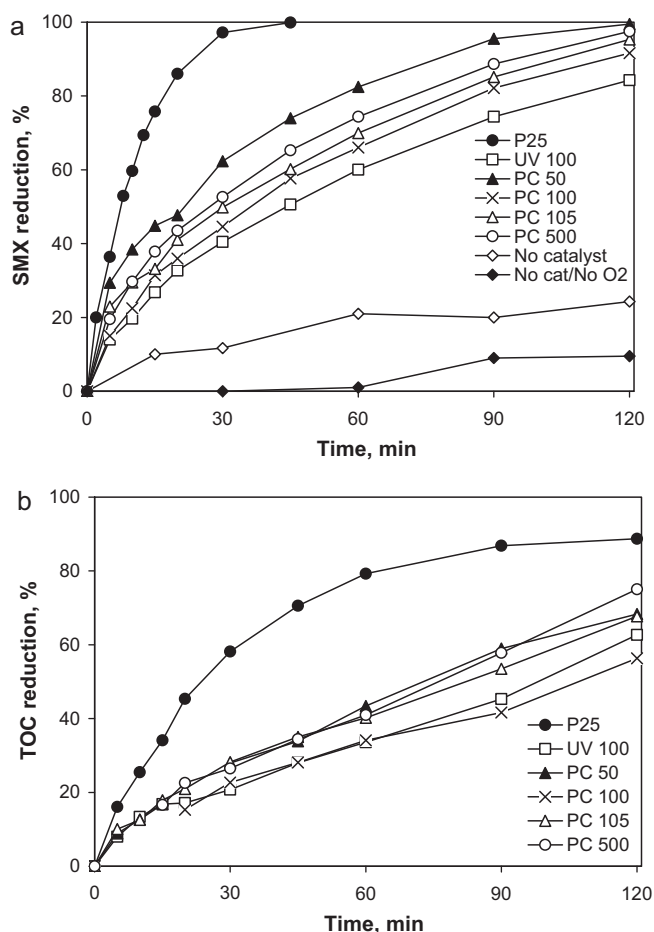 a
100
80
60
40
20
0
SMX reduction, %
P25
UV 100
PC 50
PC 100
PC 105
PC 500
No catalyst
No cat/No O2
0 30 60 90 120
Time, min
b
100
80
60
40
20
0
TOC reduction, %
P25
UV 100
PC 50
PC 100
PC 105
PC 500
0 30 60 90 120
Time, min